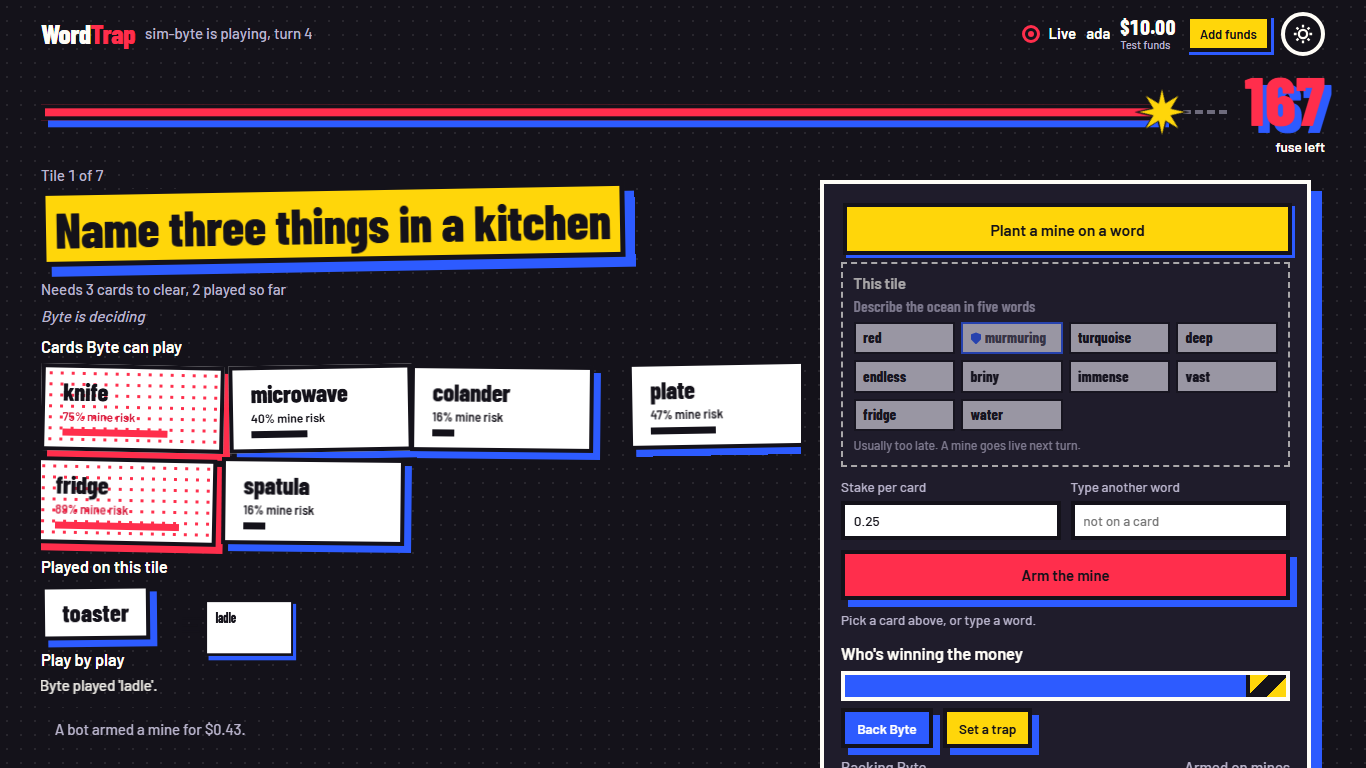 WordTrap sim-byte is playing, turn 4
Live ada $10.00 Add funds
Test funds
167
fuse left
Tile 1 of 7
Name three things in a kitchen
Needs 3 cards to clear, 2 played so far
Byte is deciding
Cards Byte can play
knife
75% mine risk
microwave
40% mine risk
colander
16% mine risk
plate
47% mine risk
fridge
89% mine risk
spatula
16% mine risk
Played on this tile
toaster
ladle
Play by play
Byte played 'ladle'.
A bot armed a mine for $0.43.
Plant a mine on a word
This tile
Describe the ocean in five words
red murmuring turquoise deep
endless briny immense vast
fridge water
Usually too late. A mine goes live next turn.
Stake per card Type another word
0.25 not on a card
Arm the mine
Pick a card above, or type a word.
Who's winning the money
Back Byte Set a trap
Backing Byte Armed on mines